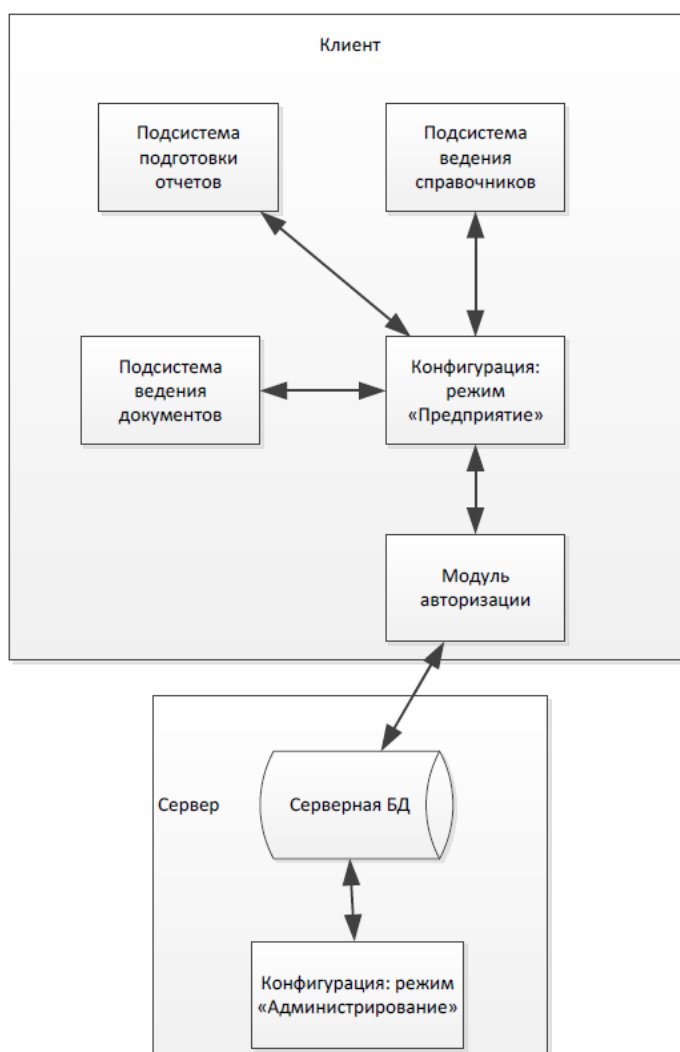 Клиент
Подсистема
подготовки
отчетов
Подсистема
ведения
справочников
Подсистема
ведения
документов
Конфигурация:
режим
«Предприятие»
Модуль
авторизации
Сервер
Серверная БД
Конфигурация: режим
«Администрирование»